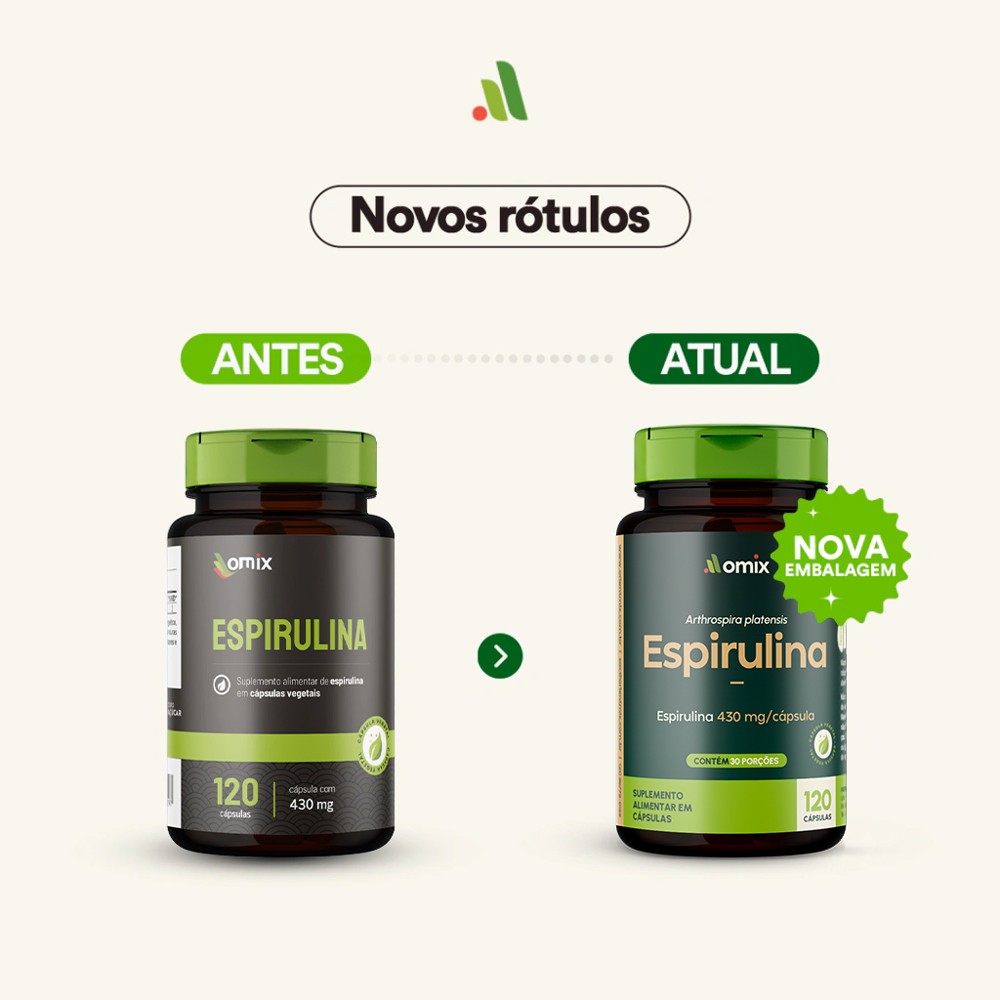 Novos rótulos
ANTES
ATUAL
omix
ESPIRULINA
Suplemento alimentar de espirulina
em cápsulas vegetais
120
cápsulas
cápsula com
430 mg
omix
Arthrospira platensis
Espirulina
Espirulina 430 mg/cápsula
CONTÉM 30 PORÇÕES
SUPLEMENTO
ALIMENTAR EM
CÁPSULAS
120
CÁPSULAS
NOVA
EMBALAGEM